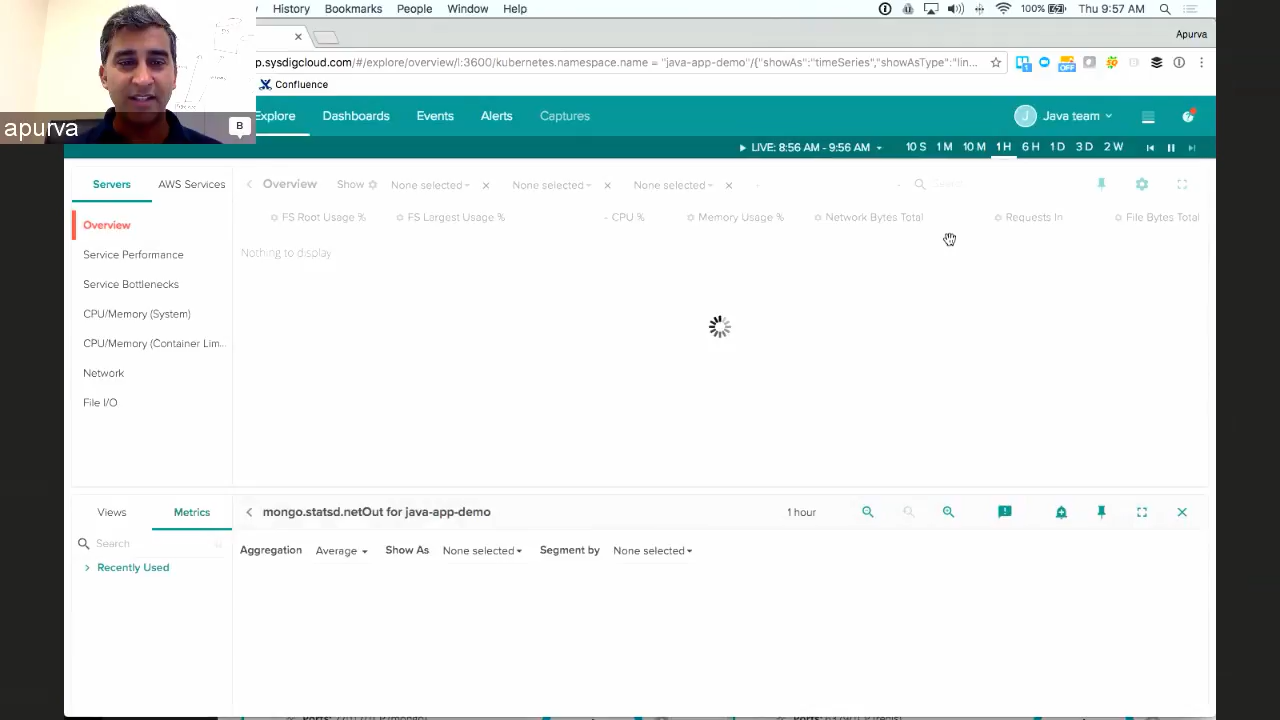 History Bookmarks People Window Help 100% Thu 9:57 AM
Apurva
p.sysdigcloud.com/#/explore/overview/l:3600/kubernetes.namespace.name = "java-app-demo"/{"showAs":"timeSeries","showAsType":"lin...
Confluence
apurva B
Explore Dashboards Events Alerts Captures J Java team
LIVE: 8:56 AM - 9:56 AM 10 S 1 M 10 M 1 H 6 H 1 D 3 D 2 W
Servers AWS Services
Overview Show None selected None selected None selected Search
FS Root Usage % FS Largest Usage % CPU % Memory Usage % Network Bytes Total Requests In File Bytes Total
Nothing to display
Overview
Service Performance
Service Bottlenecks
CPU/Memory (System)
CPU/Memory (Container Lim...
Network
File I/O
Views Metrics
Search
Recently Used
mongo.statsd.netOut for java-app-demo 1 hour
Aggregation Average Show As None selected Segment by None selected